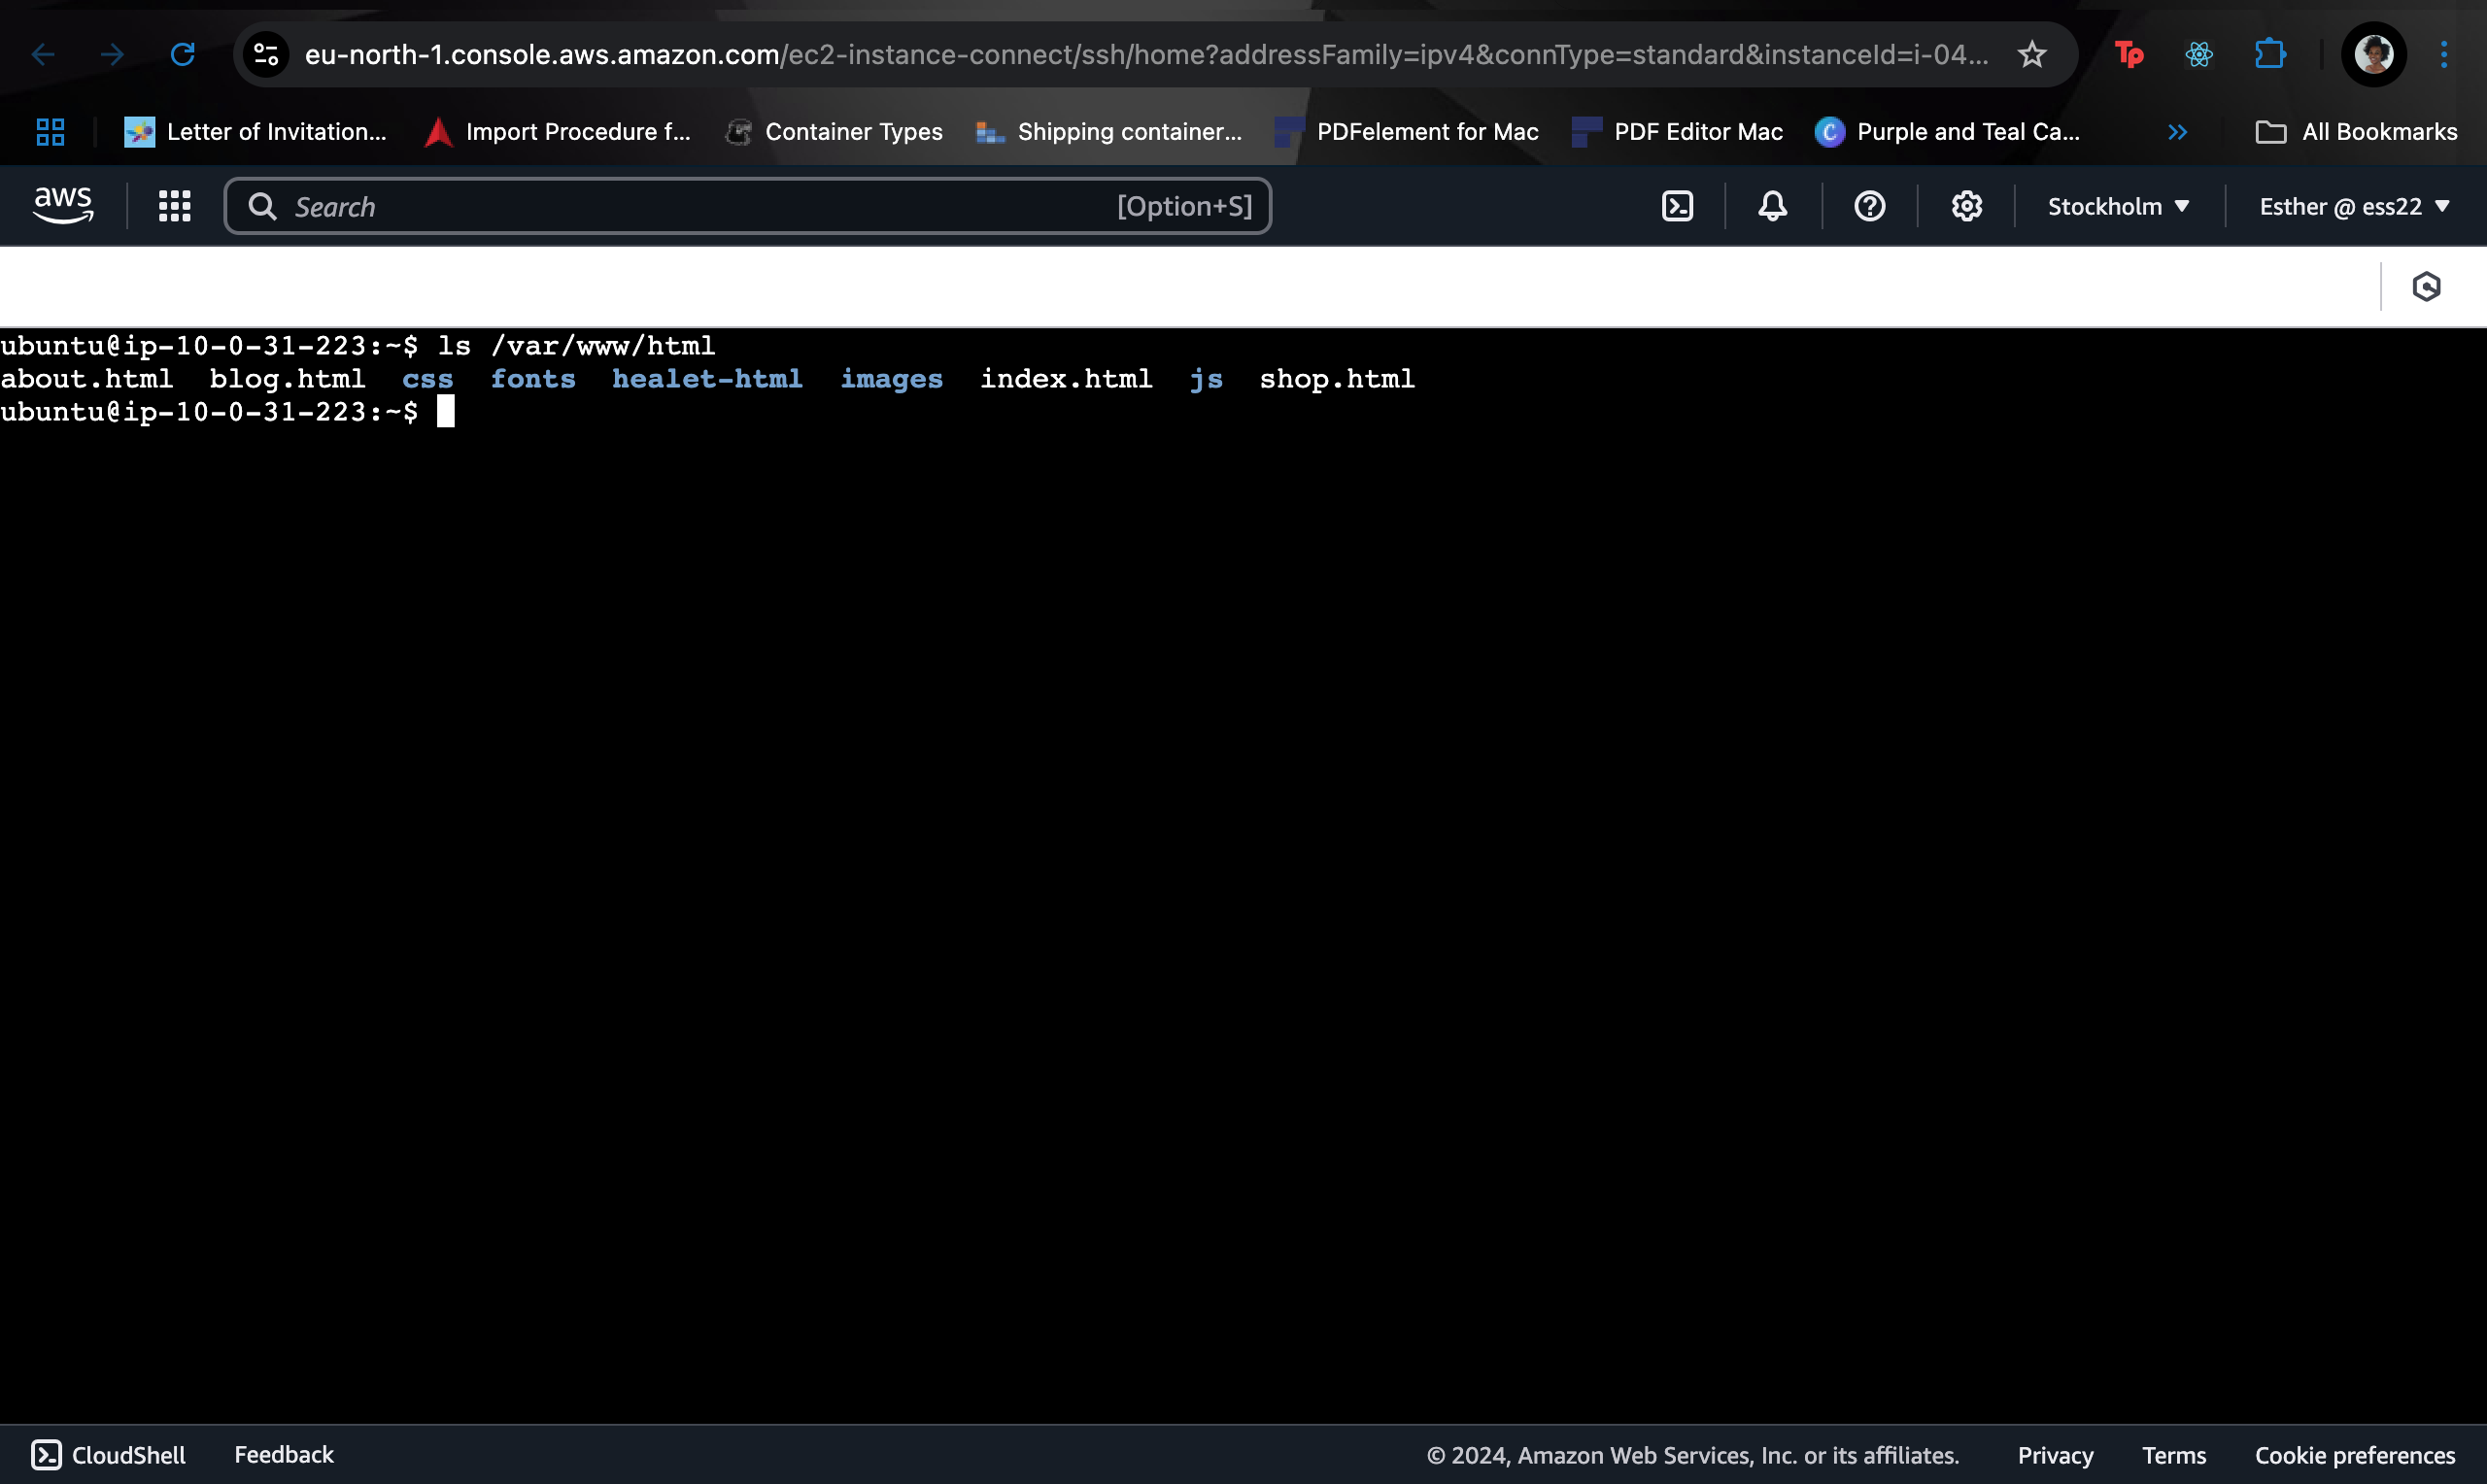 eu-north-1.console.aws.amazon.com/ec2-instance-connect/ssh/home?addressFamily=ipv4&connType=standard&instanceId=i-04...
Tp
Letter of Invitation... Import Procedure f... Container Types Shipping container... PDFelement for Mac PDF Editor Mac C Purple and Teal Ca... All Bookmarks
aws Search [Option+S] Stockholm Esther @ ess22
ubuntu@ip-10-0-31-223:~$ ls /var/www/html
about.html blog.html css fonts healet-html images index.html js shop.html
ubuntu@ip-10-0-31-223:~$
CloudShell Feedback © 2024, Amazon Web Services, Inc. or its affiliates. Privacy Terms Cookie preferences